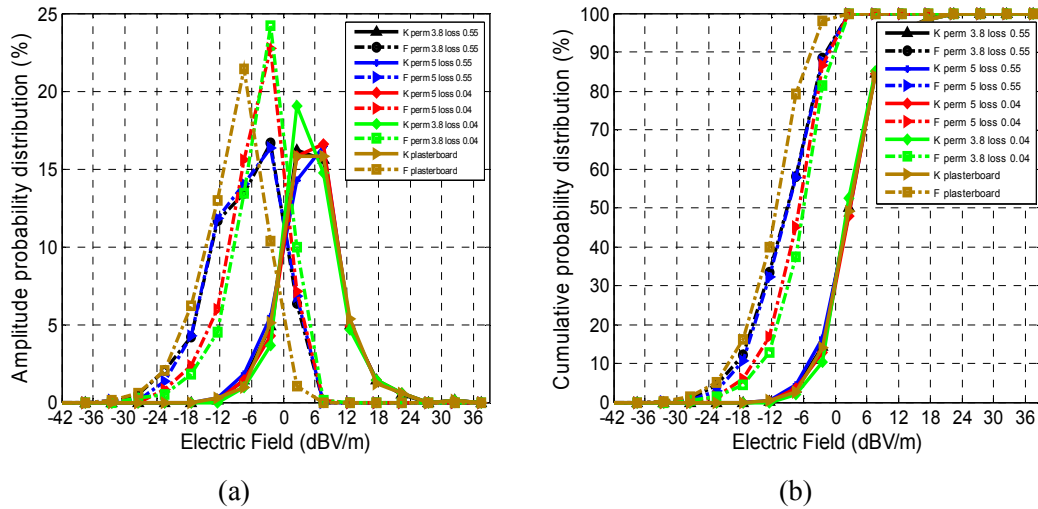 Amplitude probability distribution (%)
25
20
15
10
5
0
-42 -36 -30 -24 -18 -12 -6 0 6 12 18 24 30 36
Electric Field (dBV/m)
K perm 3.8 loss 0.55
F perm 3.8 loss 0.55
K perm 5 loss 0.55
F perm 5 loss 0.55
K perm 5 loss 0.04
F perm 5 loss 0.04
K perm 3.8 loss 0.04
F perm 3.8 loss 0.04
K plasterboard
F plasterboard
(a)
Cumulative probability distribution (%)
100
90
80
70
60
50
40
30
20
10
0
-42 -36 -30 -24 -18 -12 -6 0 6 12 18 24 30 36
Electric Field (dBV/m)
K perm 3.8 loss 0.55
F perm 3.8 loss 0.55
K perm 5 loss 0.55
F perm 5 loss 0.55
K perm 5 loss 0.04
F perm 5 loss 0.04
K perm 3.8 loss 0.04
F perm 3.8 loss 0.04
K plasterboard
F plasterboard
(b)